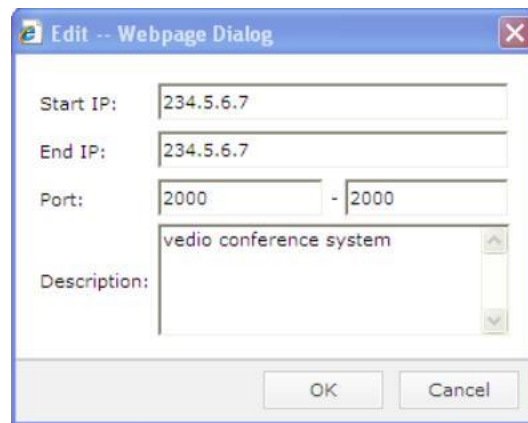 Edit -- Webpage Dialog
Start IP: 234.5.6.7
End IP: 234.5.6.7
Port: 2000 - 2000
vedio conference system
Description:
OK Cancel